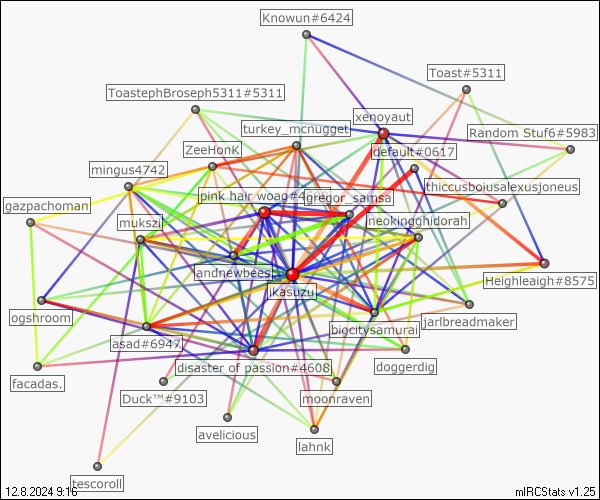 Knowun#6424
Toast#5311
ToastephBroseph5311#5311
xenoyaut
turkey_mcnugget
Random Stuf6#5983
ZeeHonK
default#0617
mingus4742
thiccusboiusalexusjoneus
pink hair woag#4
gregor_samsa
gazpachoman
mukszi
neokingghidorah
andnewbees
Heighleaigh#8575
ikasuzu
ogshroom
jarlbreadmaker
bigcitysamurai
asad#6947
disaster of passion#4608
doggerdig
facadas.
Duck™#9103
moonraven
avelicious
lahnk
tescoroll
12.8.2024 9:16
mIRCStats v1.25